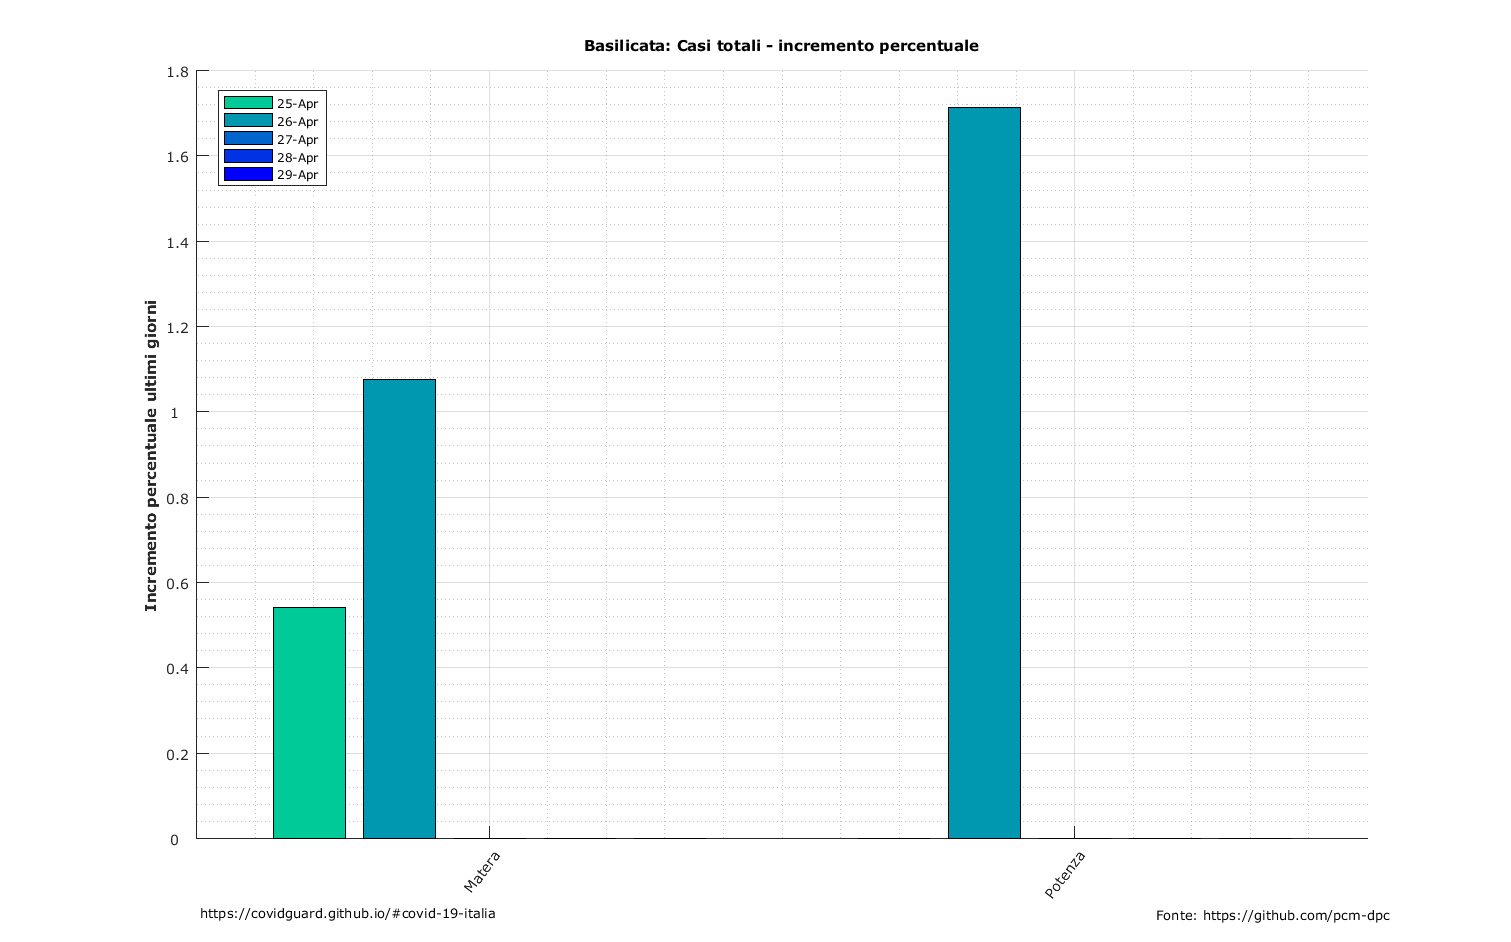 Basilicata: Casi totali - incremento percentuale
1.8
1.6
1.4
1.2
1
0.8
0.6
0.4
0.2
0
25-Apr
26-Apr
27-Apr
28-Apr
29-Apr
Incremento percentuale ultimi giorni
Matera
Potenza
https://covidguard.github.io/#covid-19-italia
Fonte: https://github.com/pcm-dpc